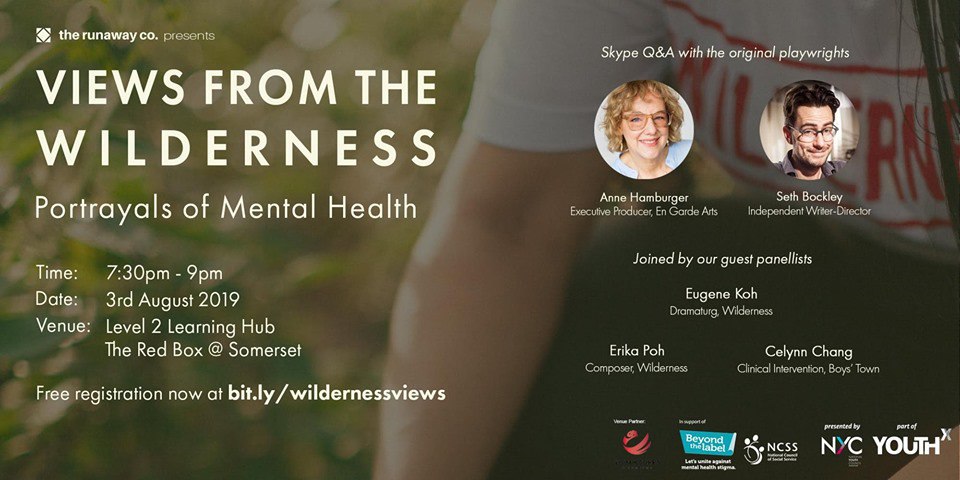 the runaway co. presents
VIEWS FROM THE
WILDERNESS
Portrayals of Mental Health
Time: 7:30pm - 9pm
Date: 3rd August 2019
Venue: Level 2 Learning Hub
The Red Box @ Somerset
Free registration now at bit.ly/wildernessviews
Skype Q&A with the original playwrights
Anne Hamburger
Executive Producer, En Garde Arts
Seth Bockley
Independent Writer-Director
Joined by our guest panellists
Eugene Koh
Dramaturg, Wilderness
Erika Poh
Composer, Wilderness
Celynn Chang
Clinical Intervention, Boys' Town
Venue Partner:
In support of
Beyond
the label
Let's unite against
mental health stigma.
NCSS
National Council
of Social Service
presented by
NYC
part of
YOUTHX
WILDERN